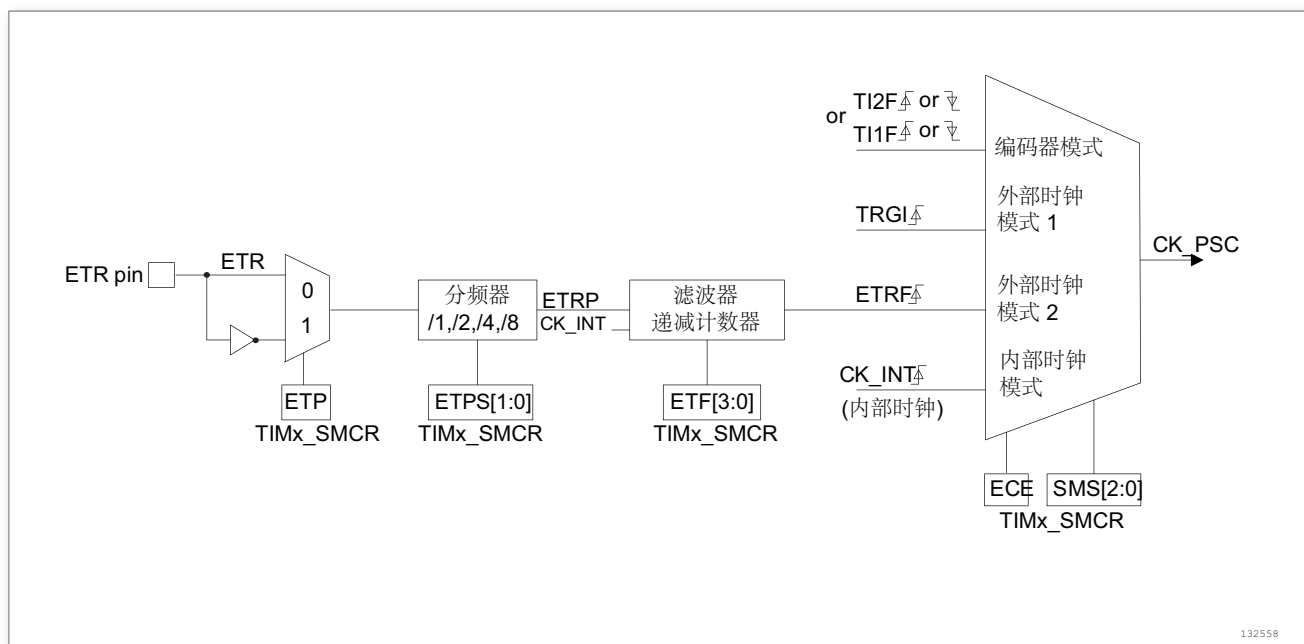 TI2F or
or TI1F or
编码器模式
TRGI
外部时钟
模式 1
CK_PSC
ETR pin
ETR
0
1
分频器
/1,/2,/4,/8
ETRP
CK_INT
滤波器
递减计数器
ETRF
外部时钟
模式 2
CK_INT
(内部时钟)
内部时钟
模式
ETP
TIMx_SMCR
ETPS[1:0]
TIMx_SMCR
ETF[3:0]
TIMx_SMCR
ECE
SMS[2:0]
TIMx_SMCR
132558